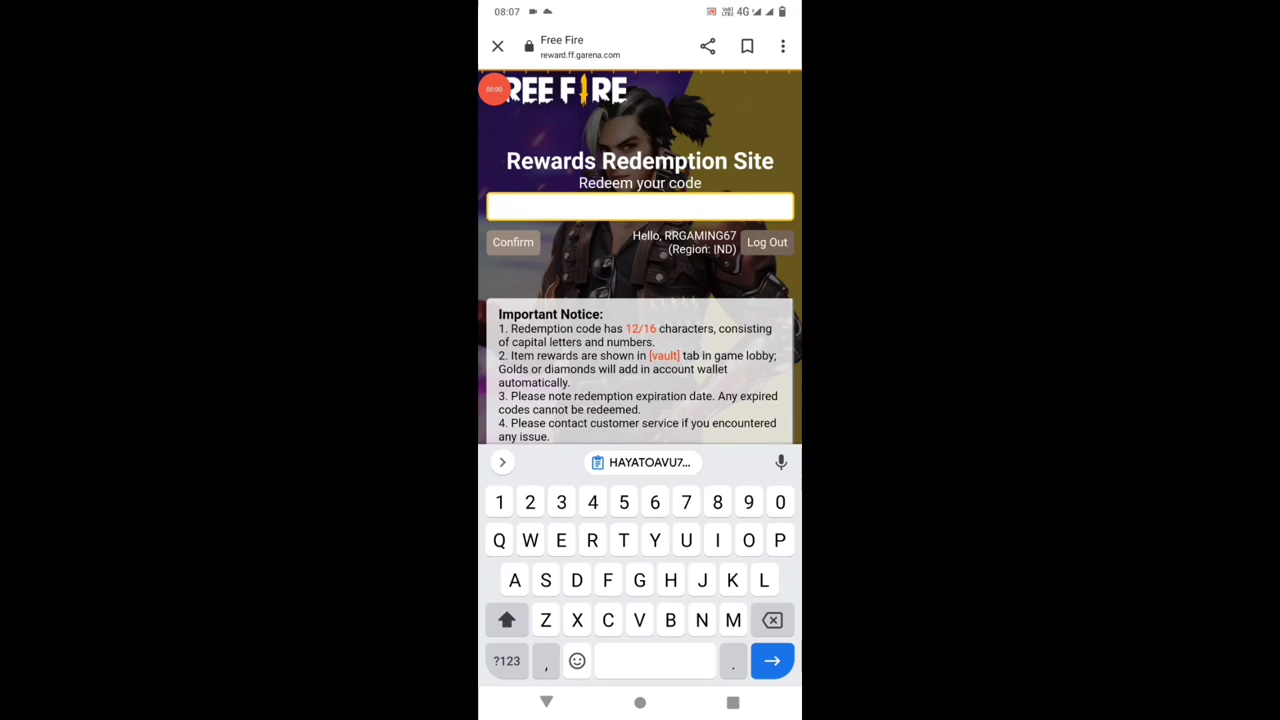 08:07 4G
Free Fire
reward.ff.garena.com
00:00
FREE FIRE
Rewards Redemption Site
Redeem your code
Confirm
Hello, RRGAMING67
(Region: IND)
Log Out
Important Notice:
1. Redemption code has 12/16 characters, consisting
of capital letters and numbers.
2. Item rewards are shown in [vault] tab in game lobby;
Golds or diamonds will add in account wallet
automatically.
3. Please note redemption expiration date. Any expired
codes cannot be redeemed.
4. Please contact customer service if you encountered
any issue.
HAYATOAVU7...
1 2 3 4 5 6 7 8 9 0
Q W E R T Y U I O P
A S D F G H J K L
Z X C V B N M
?123 , .